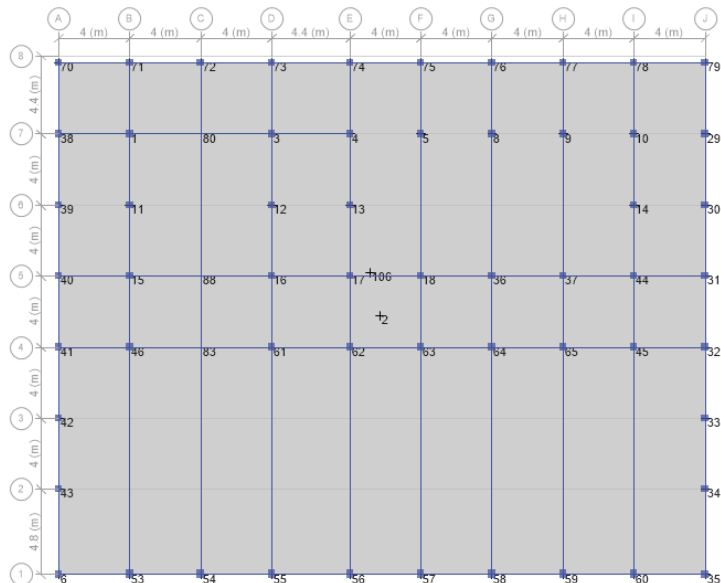 A B C D E F G H I J
4 (m) 4 (m) 4 (m) 4.4 (m) 4 (m) 4 (m) 4 (m) 4 (m) 4 (m)
8
70 71 72 73 74 75 76 77 78 79
4.4 (m)
7
38 1 80 3 4 5 8 9 10 29
4 (m)
6
39 11 12 13 14 30
4 (m)
106
5
40 15 88 16 17 18 36 37 44 31
4 (m)
2
4
41 46 83 61 62 63 64 65 45 32
4 (m)
3
42 33
4 (m)
2
43 34
4.8 (m)
1
6 53 54 55 56 57 58 59 60 35